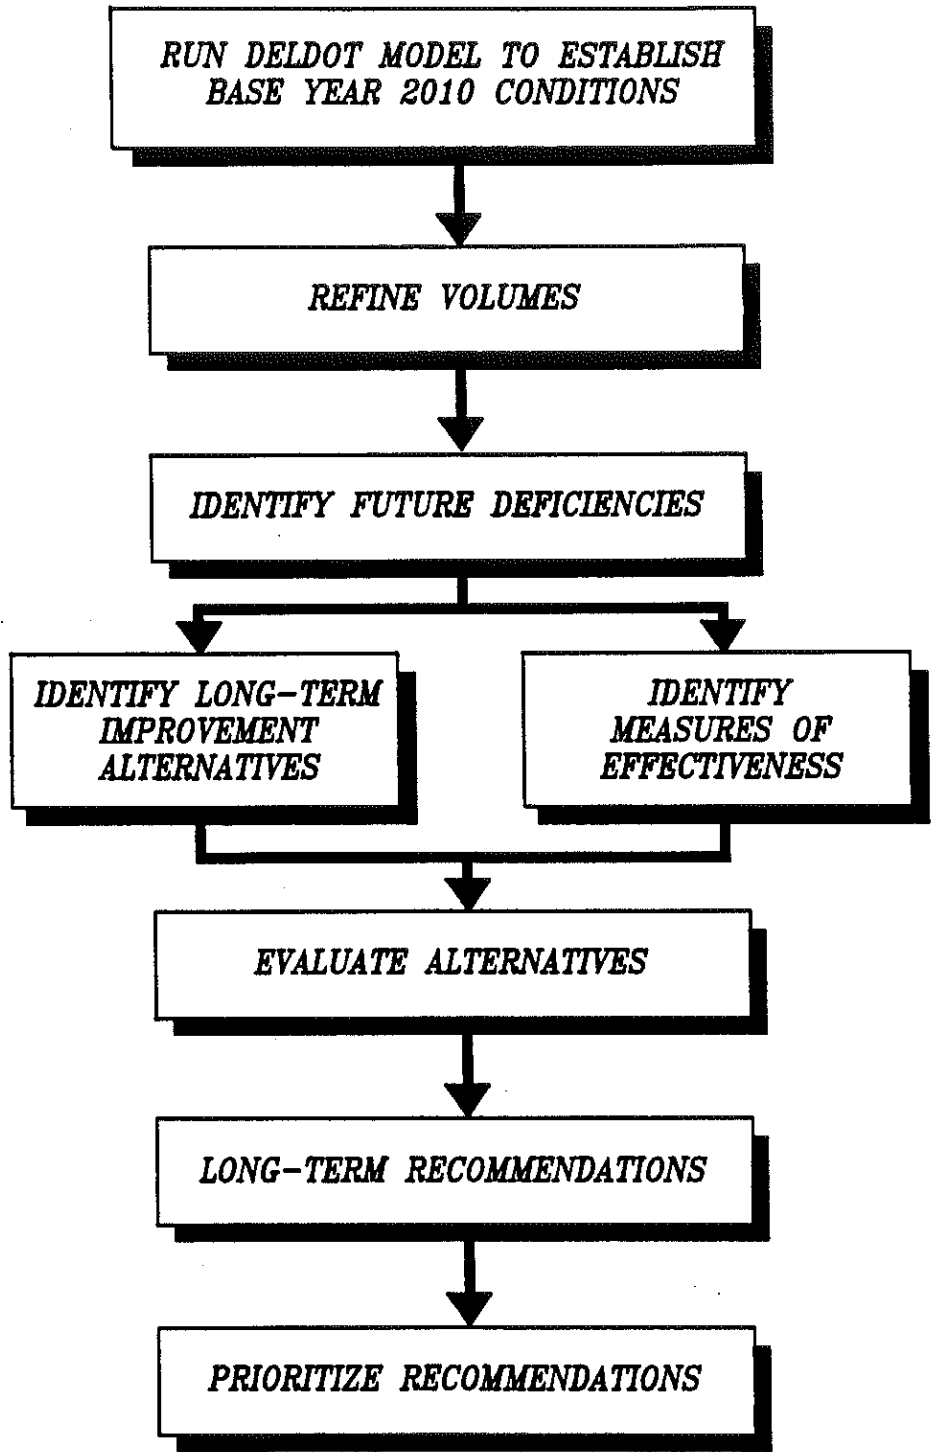 RUN DELDOT MODEL TO ESTABLISH
BASE YEAR 2010 CONDITIONS
REFINE VOLUMES
IDENTIFY FUTURE DEFICIENCIES
IDENTIFY LONG-TERM
IMPROVEMENT
ALTERNATIVES
IDENTIFY
MEASURES OF
EFFECTIVENESS
EVALUATE ALTERNATIVES
LONG-TERM RECOMMENDATIONS
PRIORITIZE RECOMMENDATIONS